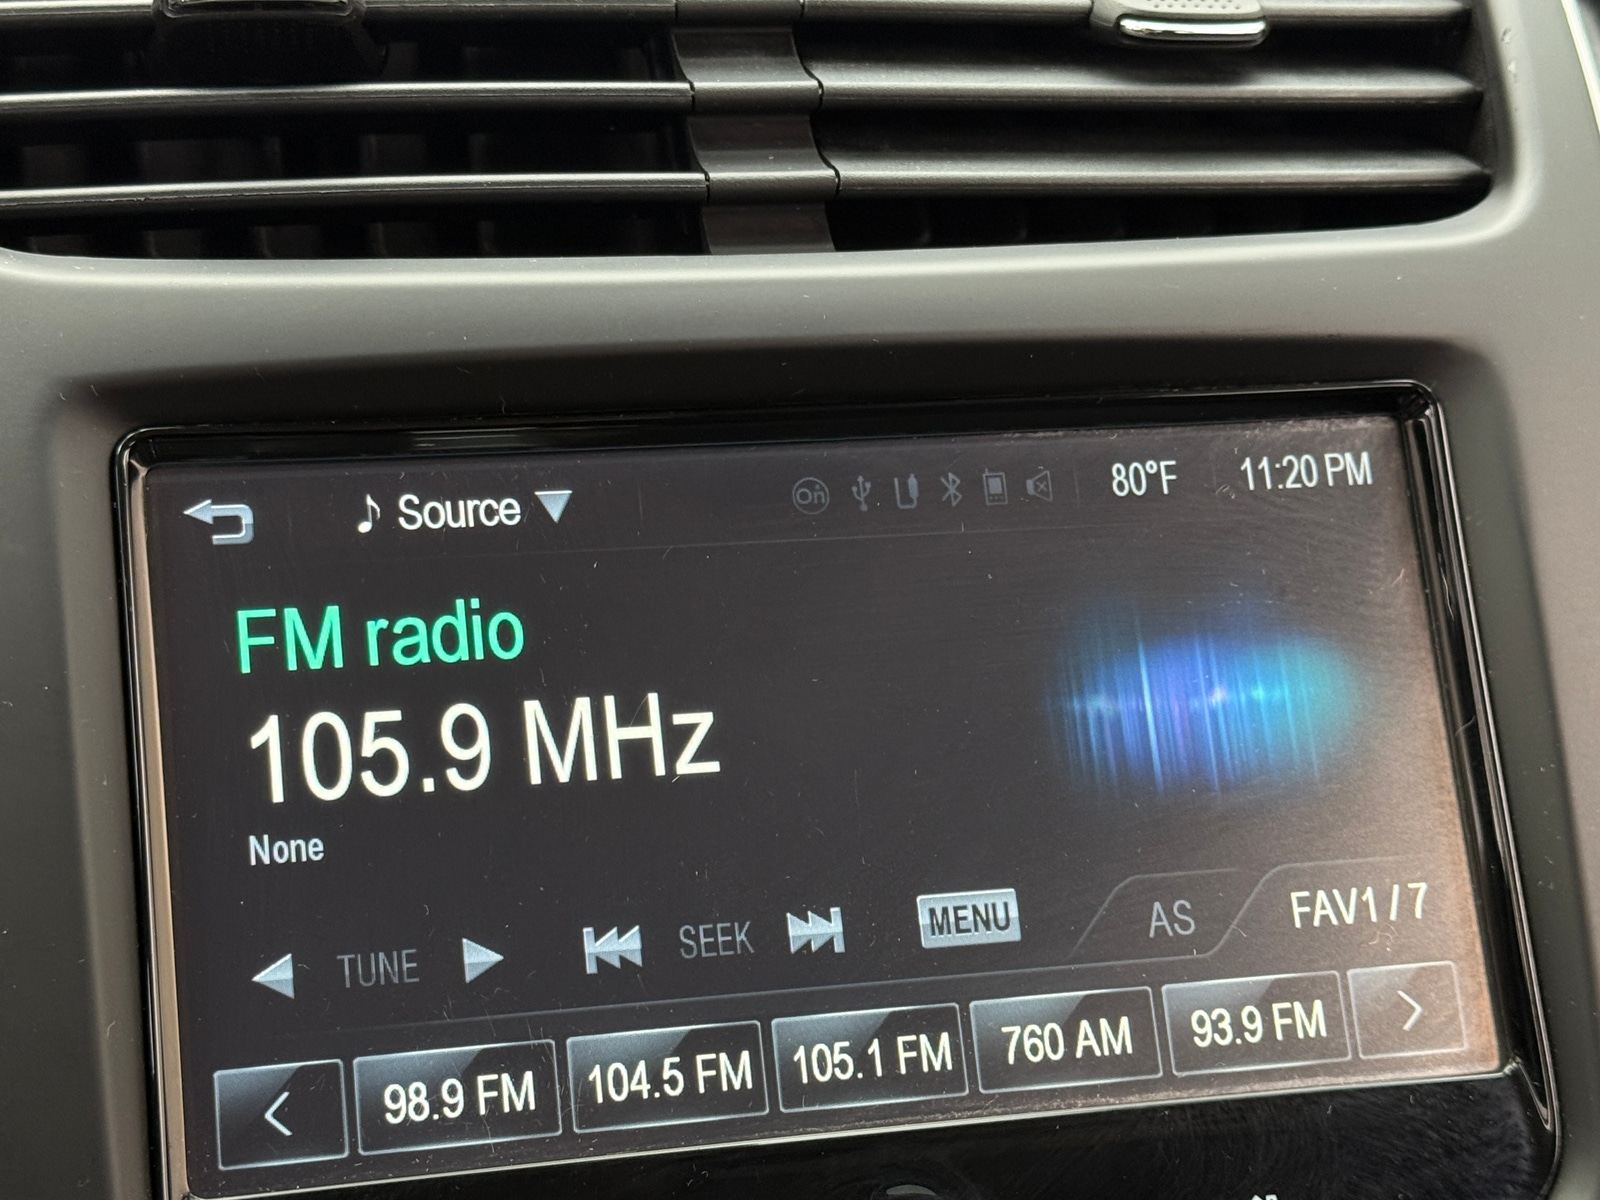 Source On 80°F 11:20 PM
FM radio
105.9 MHz
None
TUNE SEEK MENU AS FAV1 / 7
98.9 FM 104.5 FM 105.1 FM 760 AM 93.9 FM